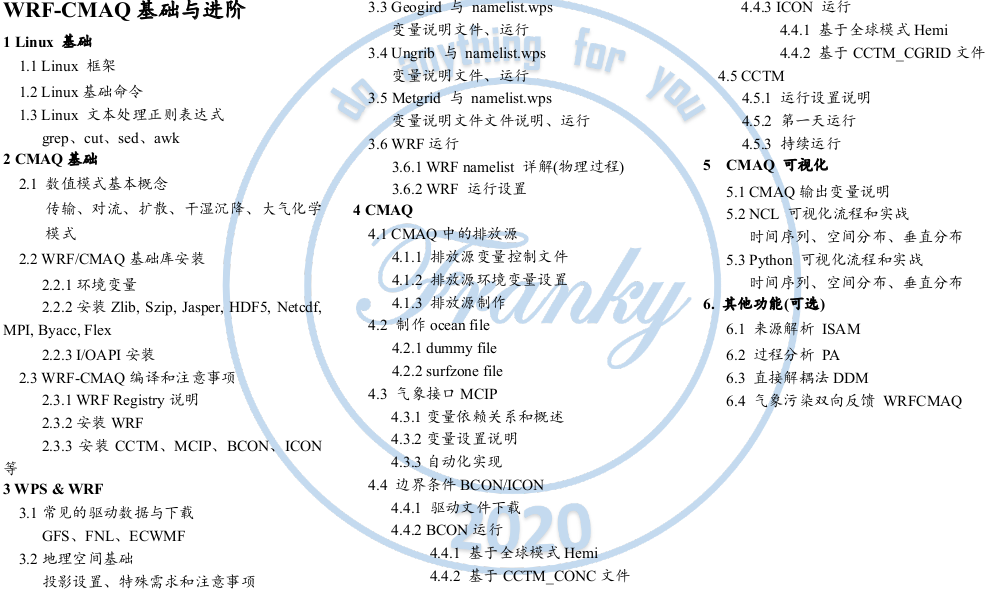 WRF-CMAQ 基础与进阶
1 Linux 基础
1.1 Linux 框架
1.2 Linux 基础命令
1.3 Linux 文本处理正则表达式
grep、cut、sed、awk
2 CMAQ 基础
2.1 数值模式基本概念
传输、对流、扩散、干湿沉降、大气化学
模式
2.2 WRF/CMAQ 基础库安装
2.2.1 环境变量
2.2.2 安装 Zlib, Szip, Jasper, HDF5, Netcdf,
MPI, Byacc, Flex
2.2.3 I/OAPI 安装
2.3 WRF-CMAQ 编译和注意事项
2.3.1 WRF Registry 说明
2.3.2 安装 WRF
2.3.3 安装 CCTM、MCIP、BCON、ICON
等
3 WPS & WRF
3.1 常见的驱动数据与下载
GFS、FNL、ECWMF
3.2 地理空间基础
投影设置、特殊需求和注意事项
3.3 Geogird 与 namelist.wps
变量说明文件、运行
3.4 Ungrib 与 namelist.wps
变量说明文件、运行
3.5 Metgrid 与 namelist.wps
变量说明文件文件说明、运行
3.6 WRF 运行
3.6.1 WRF namelist 详解(物理过程)
3.6.2 WRF 运行设置
4 CMAQ
4.1 CMAQ 中的排放源
4.1.1 排放源变量控制文件
4.1.2 排放源环境变量设置
4.1.3 排放源制作
4.2 制作 ocean file
4.2.1 dummy file
4.2.2 surfzone file
4.3 气象接口 MCIP
4.3.1 变量依赖关系和概述
4.3.2 变量设置说明
4.3.3 自动化实现
4.4 边界条件 BCON/ICON
4.4.1 驱动文件下载
4.4.2 BCON 运行
4.4.1 基于全球模式 Hemi
4.4.2 基于 CCTM_CONC 文件
4.4.3 ICON 运行
4.4.1 基于全球模式 Hemi
4.4.2 基于 CCTM_CGRID 文件
4.5 CCTM
4.5.1 运行设置说明
4.5.2 第一天运行
4.5.3 持续运行
5 CMAQ 可视化
5.1 CMAQ 输出变量说明
5.2 NCL 可视化流程和实战
时间序列、空间分布、垂直分布
5.3 Python 可视化流程和实战
时间序列、空间分布、垂直分布
6. 其他功能(可选)
6.1 来源解析 ISAM
6.2 过程分析 PA
6.3 直接解耦法 DDM
6.4 气象污染双向反馈 WRFCMAQ
do anything for you
Franky
2020